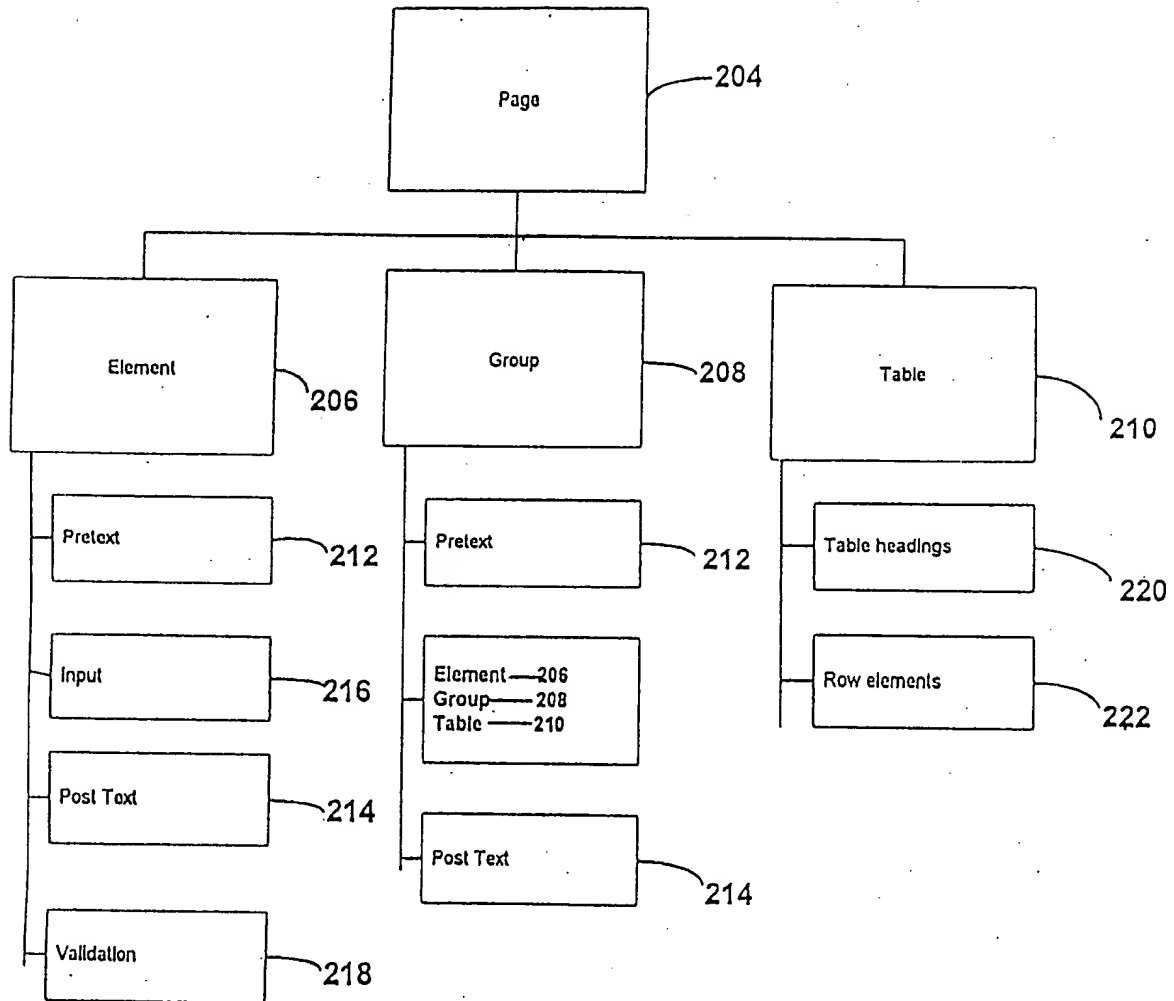 Page
204
Element
206
Group
208
Table
210
Pretext
212
Pretext
212
Table headings
220
Input
216
Element 206
Group 208
Table 210
Row elements
222
Post Text
214
Post Text
214
Validation
218